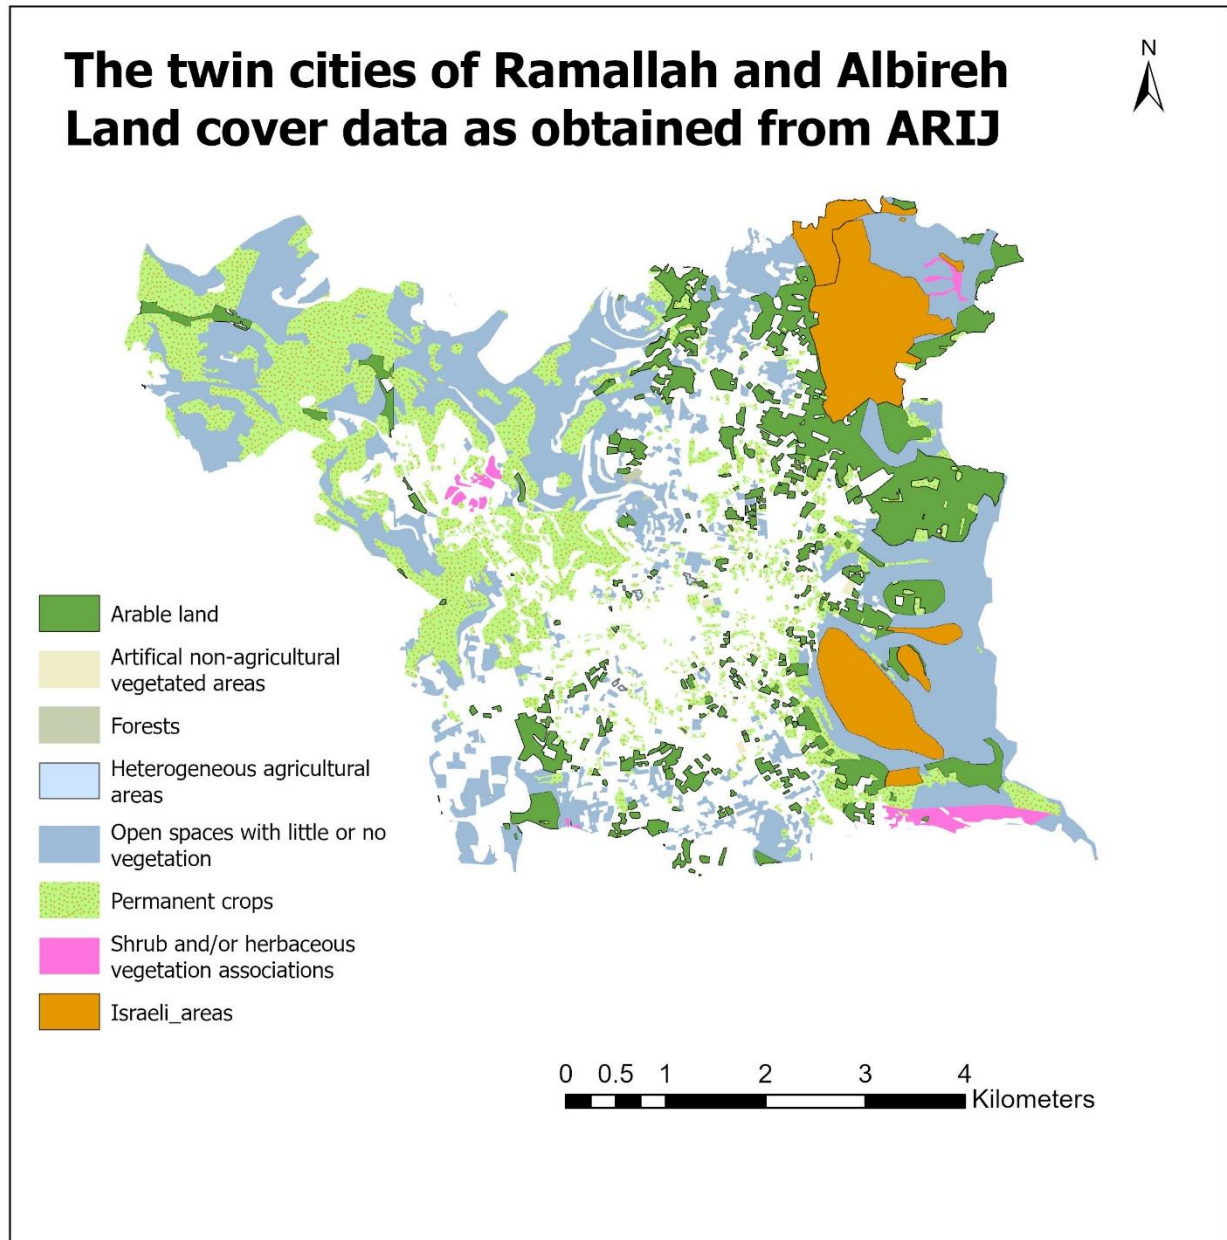 The twin cities of Ramallah and Albireh
Land cover data as obtained from ARIJ
N
Arable land
Artifical non-agricultural
vegetated areas
Forests
Heterogeneous agricultural
areas
Open spaces with little or no
vegetation
Permanent crops
Shrub and/or herbaceous
vegetation associations
Israeli_areas
0 0.5 1 2 3 4
Kilometers